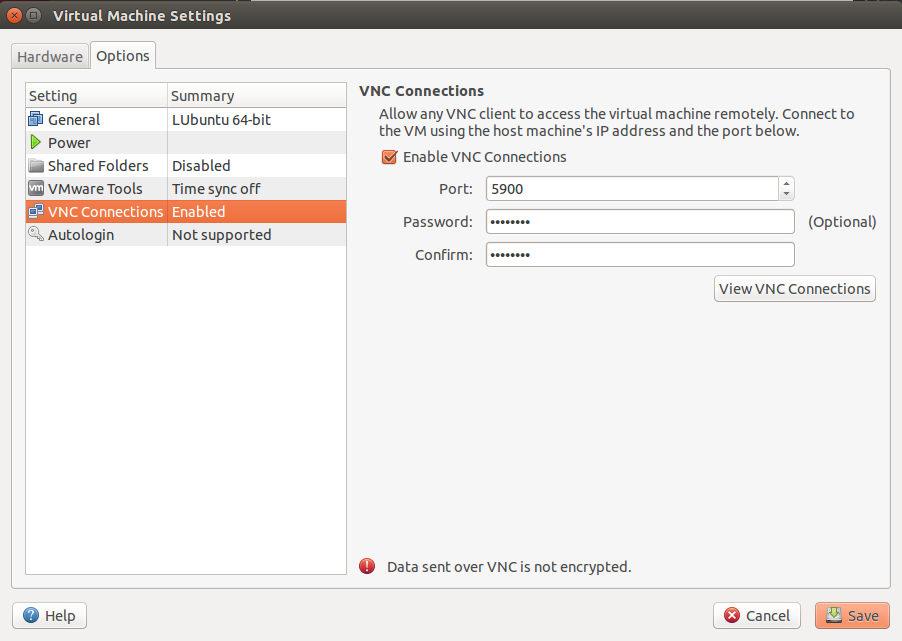 Virtual Machine Settings
Hardware Options
Setting Summary
General LUbuntu 64-bit
Power
Shared Folders Disabled
vm VMware Tools Time sync off
VNC Connections Enabled
Autologin Not supported
VNC Connections
Allow any VNC client to access the virtual machine remotely. Connect to
the VM using the host machine's IP address and the port below.
Enable VNC Connections
Port: 5900
Password: •••••••• (Optional)
Confirm: ••••••••
View VNC Connections
! Data sent over VNC is not encrypted.
? Help Cancel Save